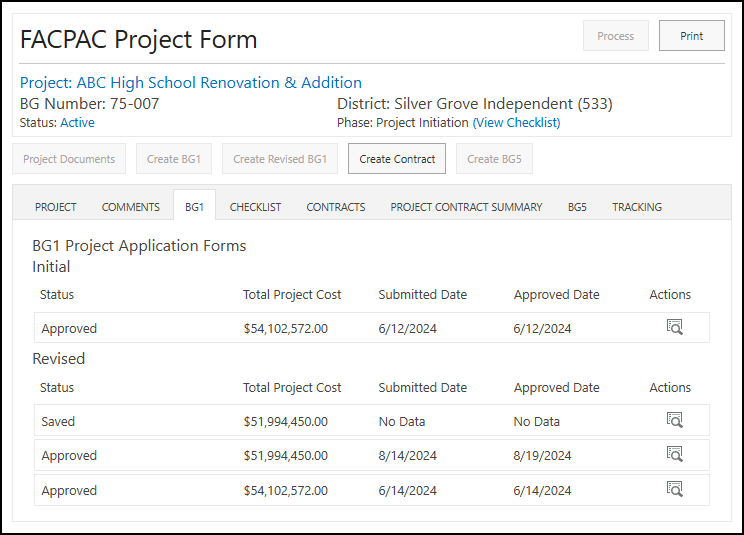 FACPAC Project Form
Process
Print
Project: ABC High School Renovation & Addition
BG Number: 75-007
District: Silver Grove Independent (533)
Status: Active
Phase: Project Initiation (View Checklist)
Project Documents
Create BG1
Create Revised BG1
Create Contract
Create BG5
PROJECT COMMENTS BG1 CHECKLIST CONTRACTS PROJECT CONTRACT SUMMARY BG5 TRACKING
BG1 Project Application Forms
Initial
Status Total Project Cost Submitted Date Approved Date Actions
Approved $54,102,572.00 6/12/2024 6/12/2024
Revised
Status Total Project Cost Submitted Date Approved Date Actions
Saved $51,994,450.00 No Data No Data
Approved $51,994,450.00 8/14/2024 8/19/2024
Approved $54,102,572.00 6/14/2024 6/14/2024